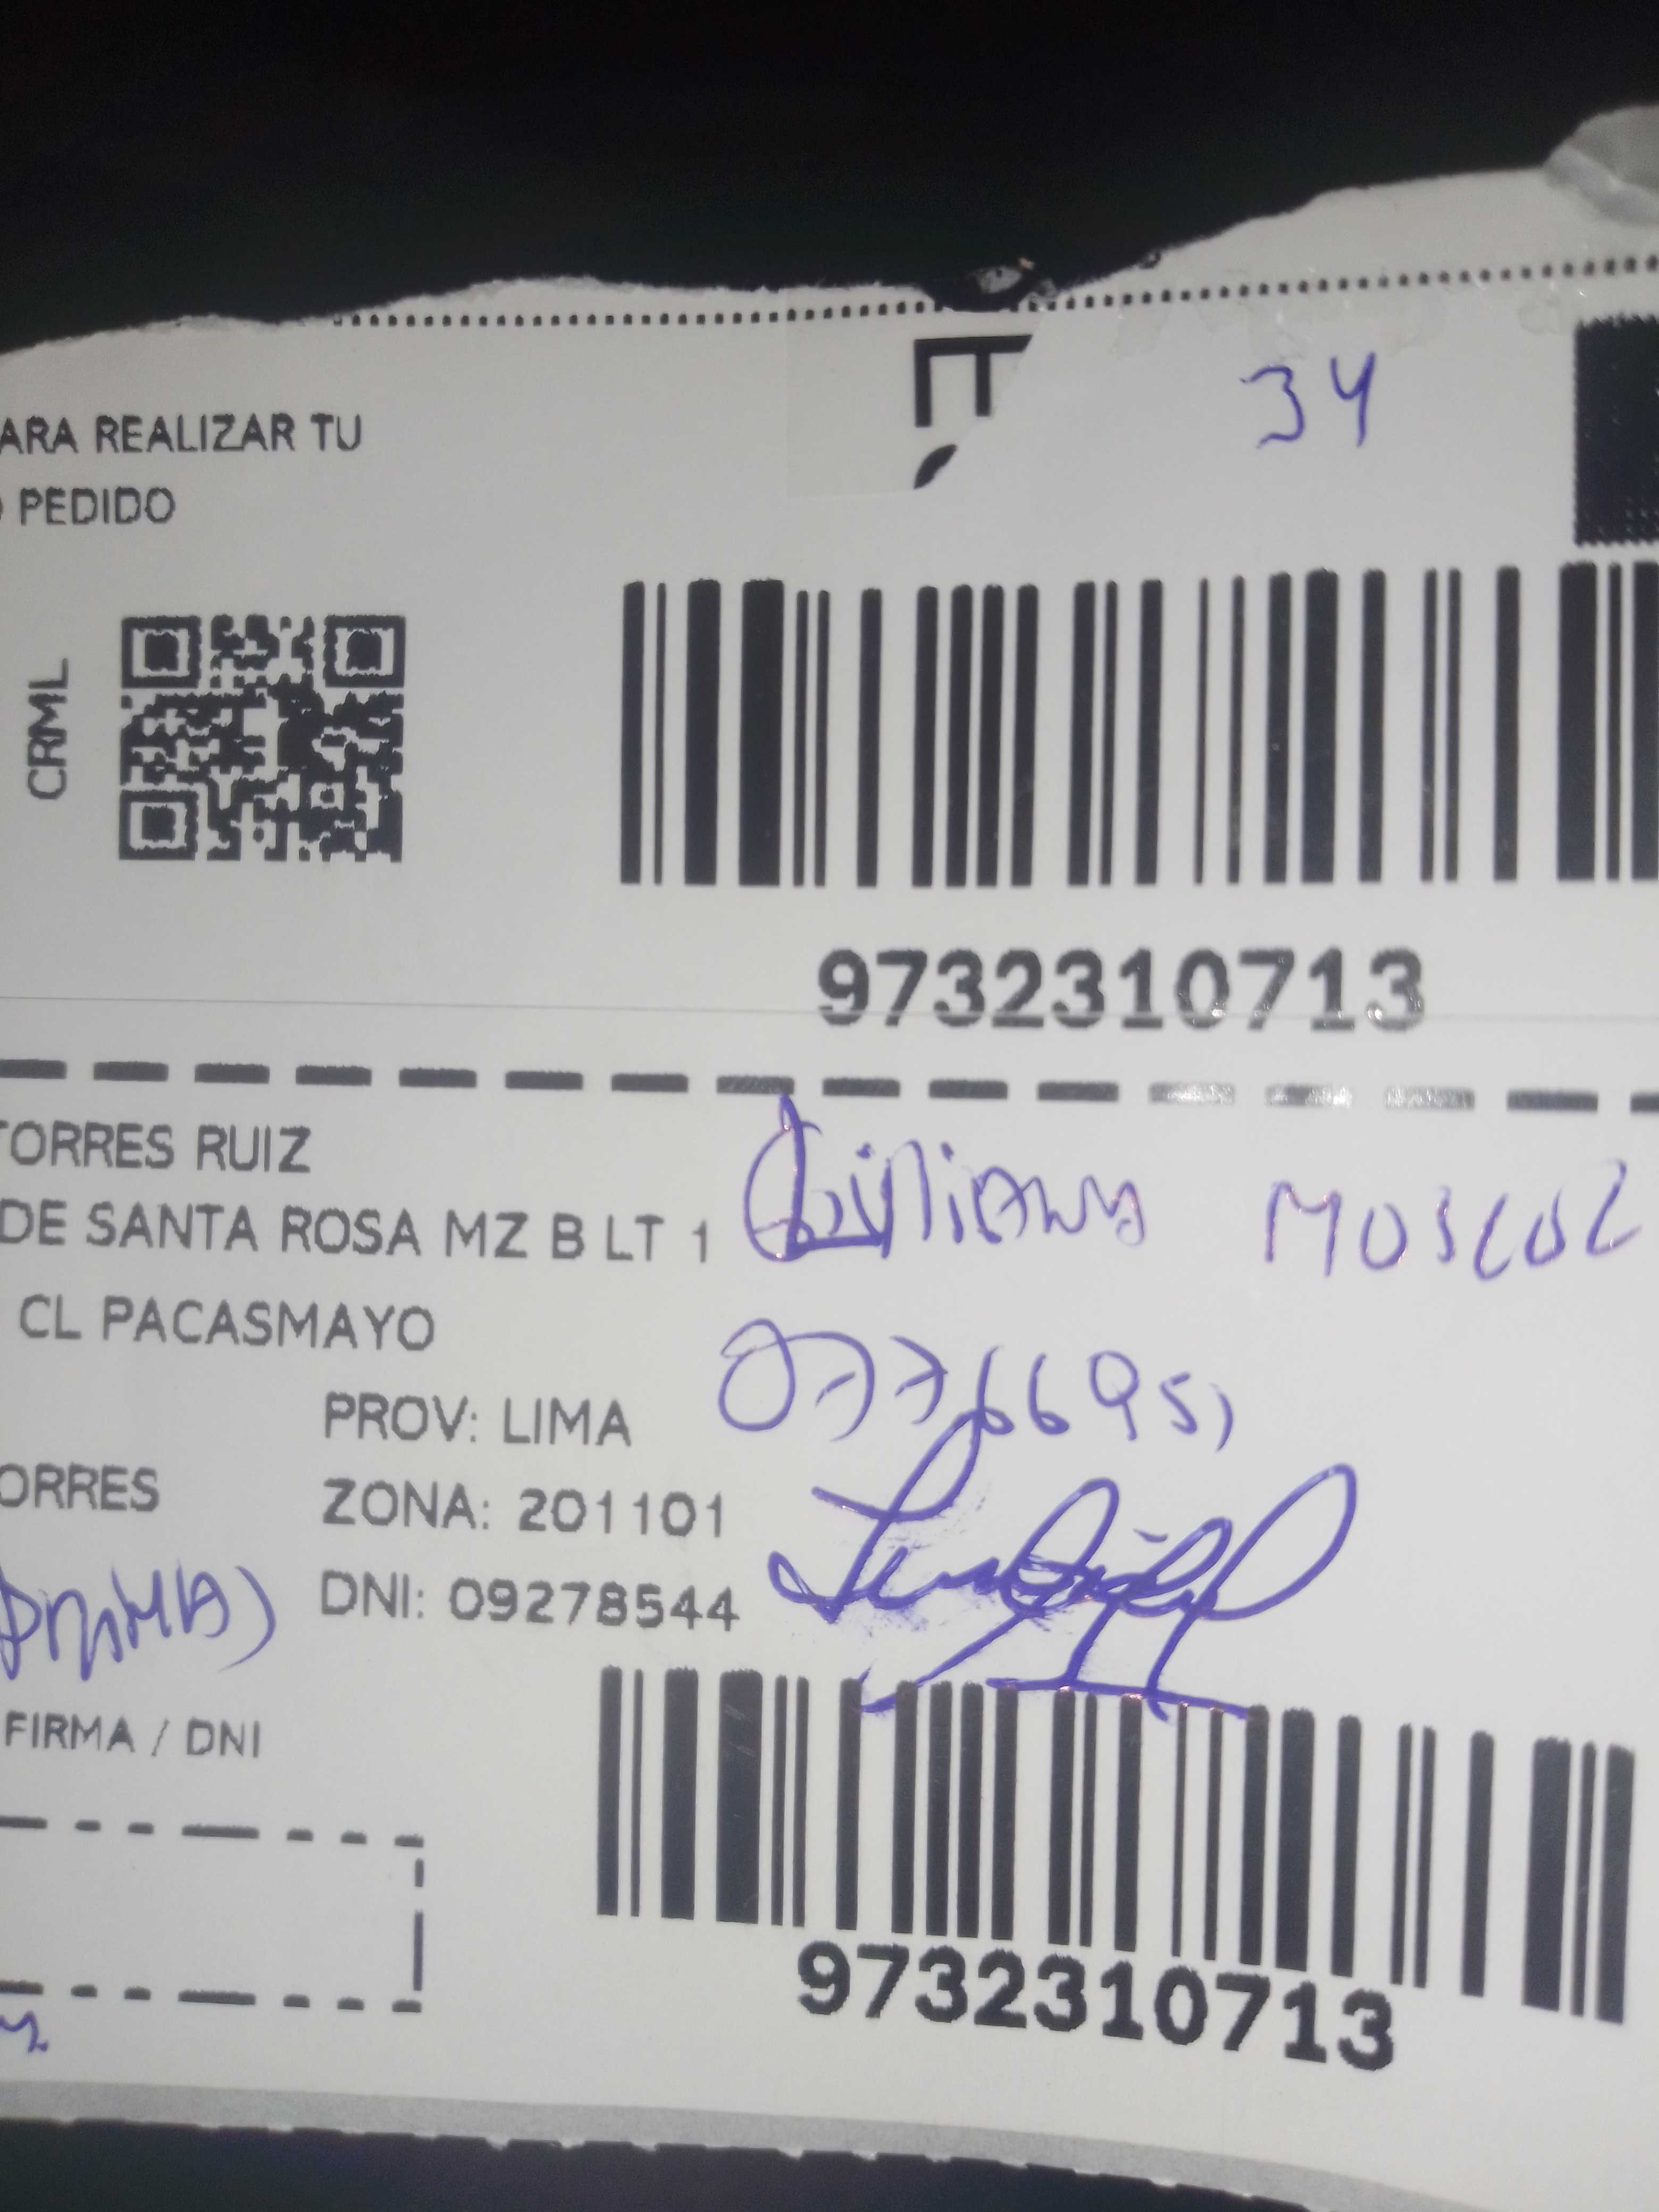 34
ARA REALIZAR TU
PEDIDO
CRML
9732310713
TORRES RUIZ
DE SANTA ROSA MZ B LT 1
CL PACASMAYO
07766951
PROV: LIMA
ORRES
ZONA: 201101
DNI: 09278544
FIRMA / DNI
9732310713